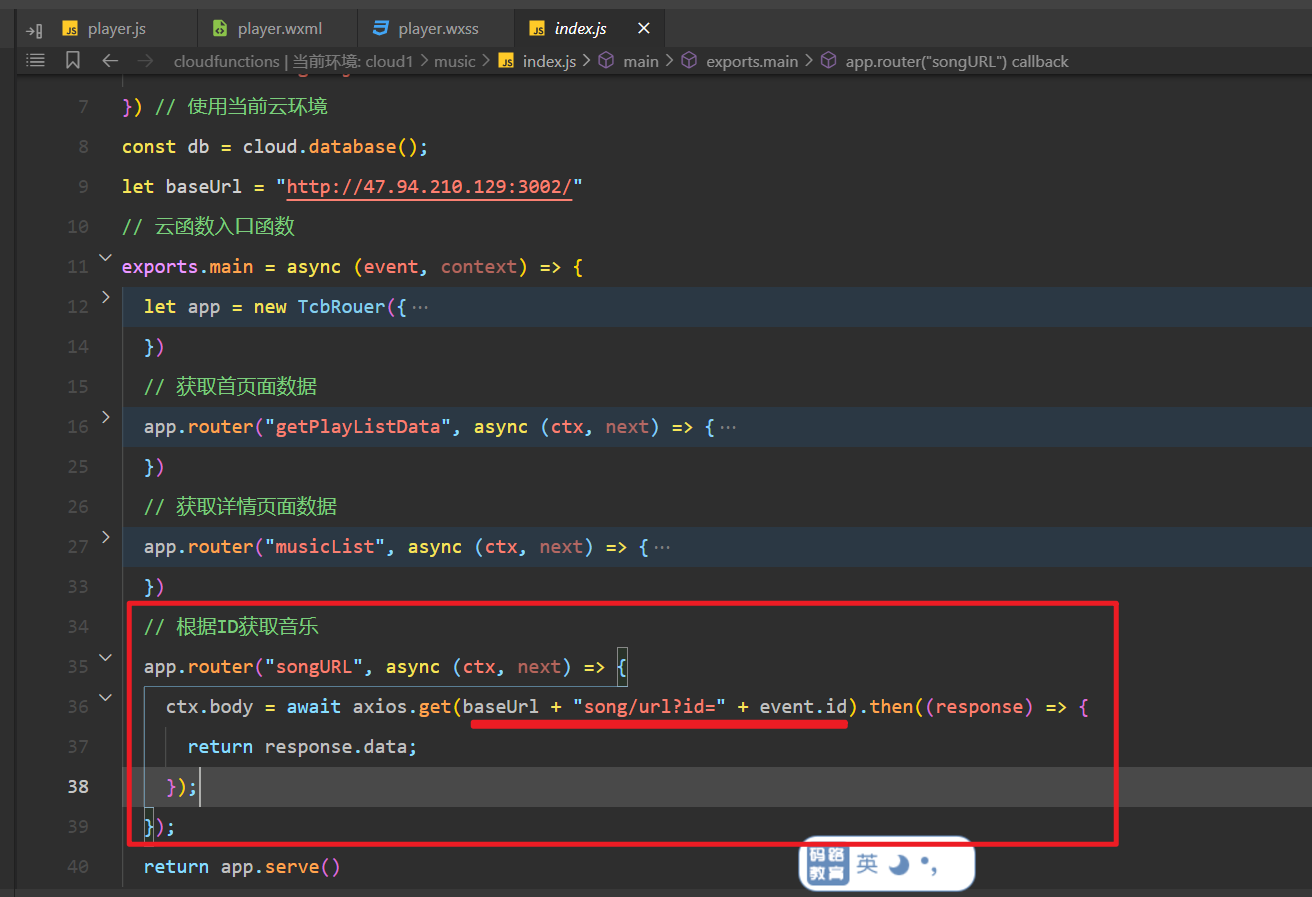 player.js player.wxml player.wxss index.js
cloudfunctions | 当前环境: cloud1 > music > index.js > main > exports.main > app.router("songURL") callback
7 }) // 使用当前云环境
8 const db = cloud.database();
9 let baseUrl = "http://47.94.210.129:3002/"
10 // 云函数入口函数
11 exports.main = async (event, context) => {
12 let app = new TcbRouer({ ···
14 })
15 // 获取首页面数据
16 app.router("getPlayListData", async (ctx, next) => { ···
25 })
26 // 获取详情页面数据
27 app.router("musicList", async (ctx, next) => { ···
33 })
34 // 根据ID获取音乐
35 app.router("songURL", async (ctx, next) => {
36 ctx.body = await axios.get(baseUrl + "song/url?id=" + event.id).then((response) => {
37 return response.data;
38 });
39 });
40 return app.serve()
码路
教育 英